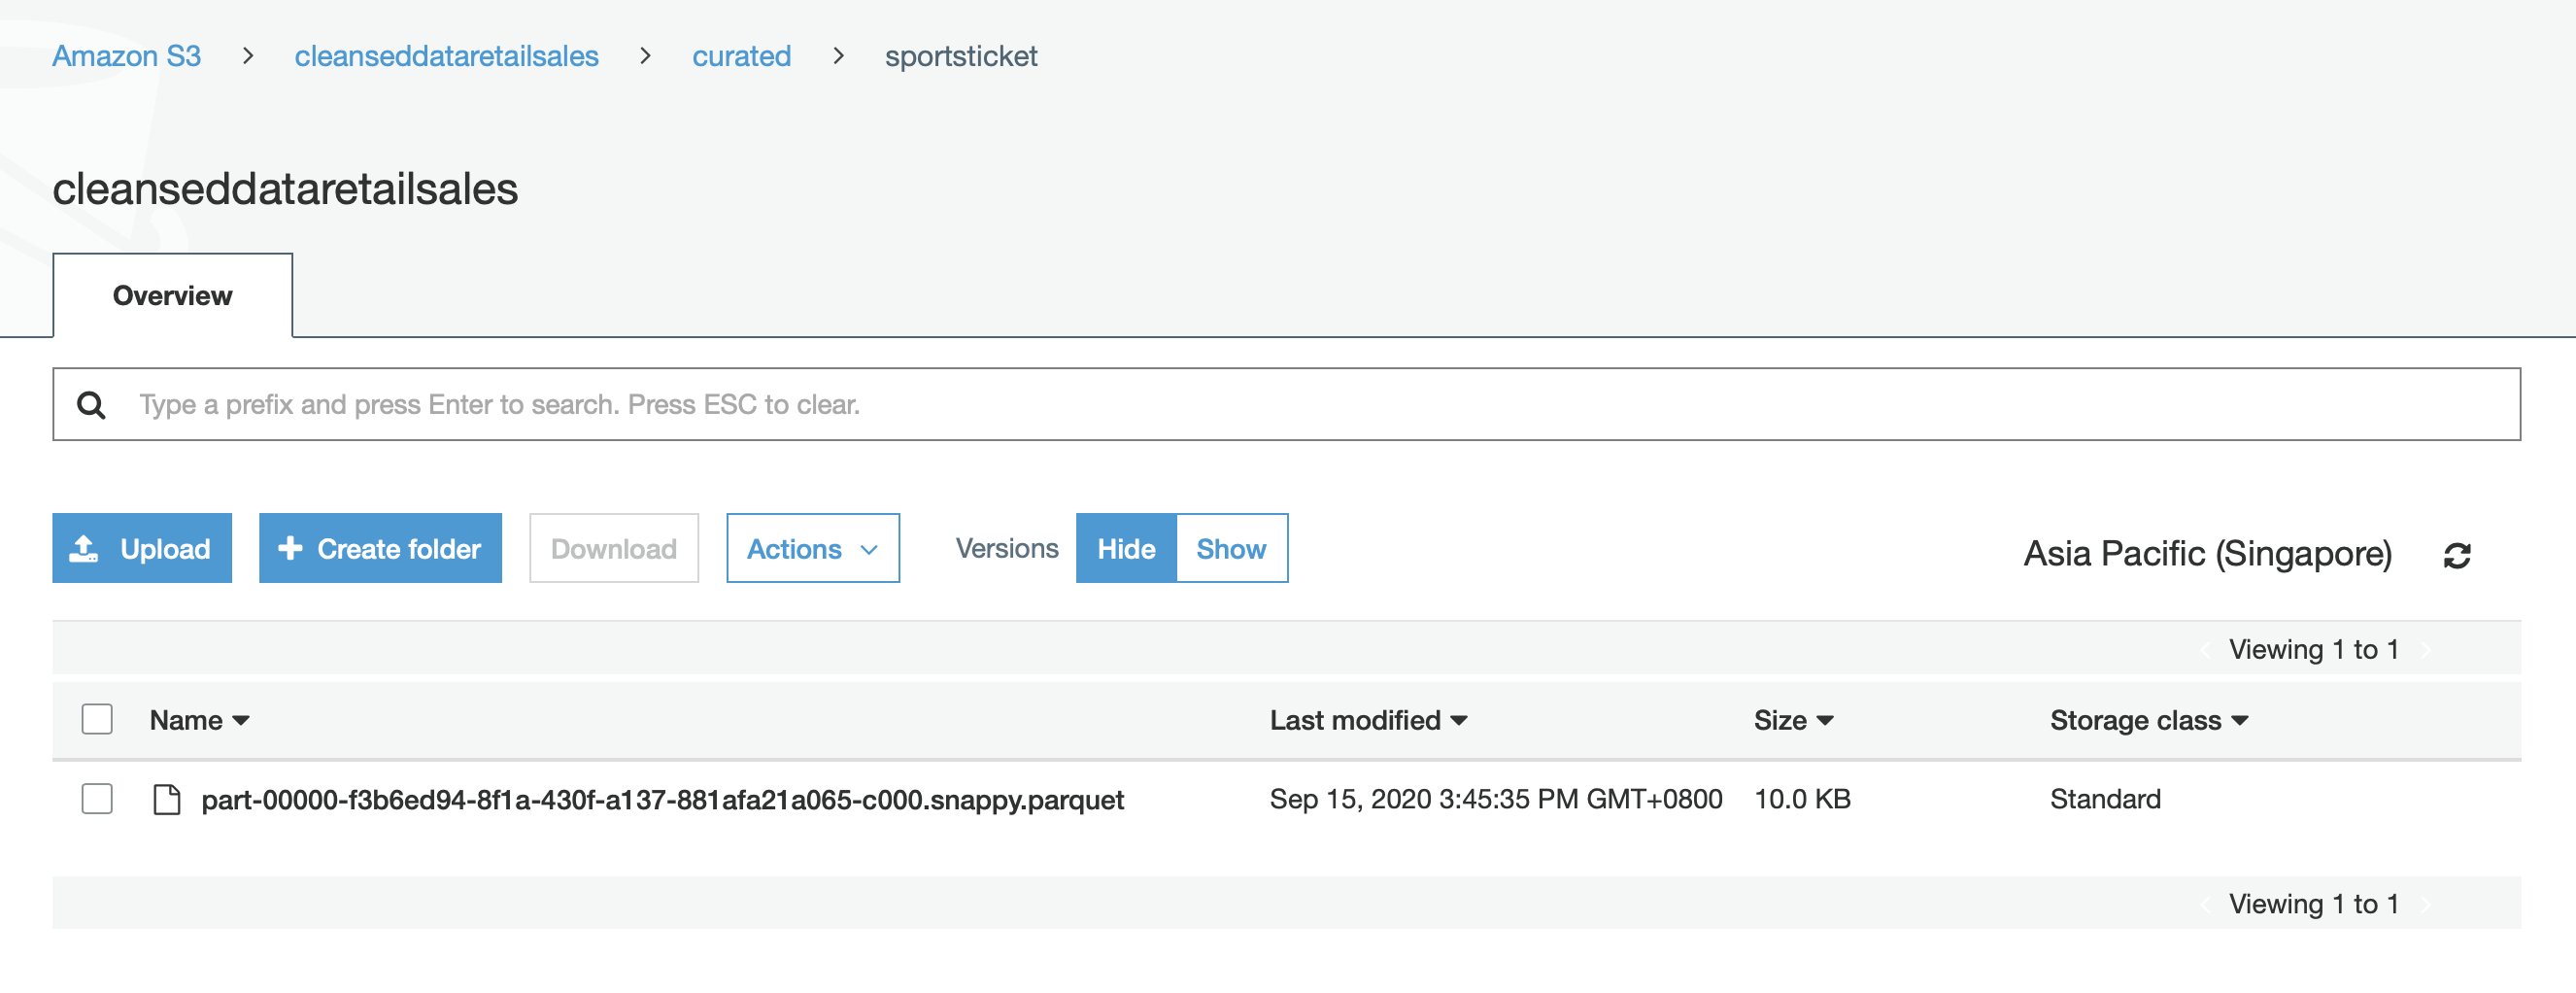 Amazon S3 > cleanseddataretailsales > curated > sportsticket
cleanseddataretailsales
Overview
Type a prefix and press Enter to search. Press ESC to clear.
Upload Create folder Download Actions Versions Hide Show Asia Pacific (Singapore)
Viewing 1 to 1
Name Last modified Size Storage class
part-00000-f3b6ed94-8f1a-430f-a137-881afa21a065-c000.snappy.parquet Sep 15, 2020 3:45:35 PM GMT+0800 10.0 KB Standard
Viewing 1 to 1